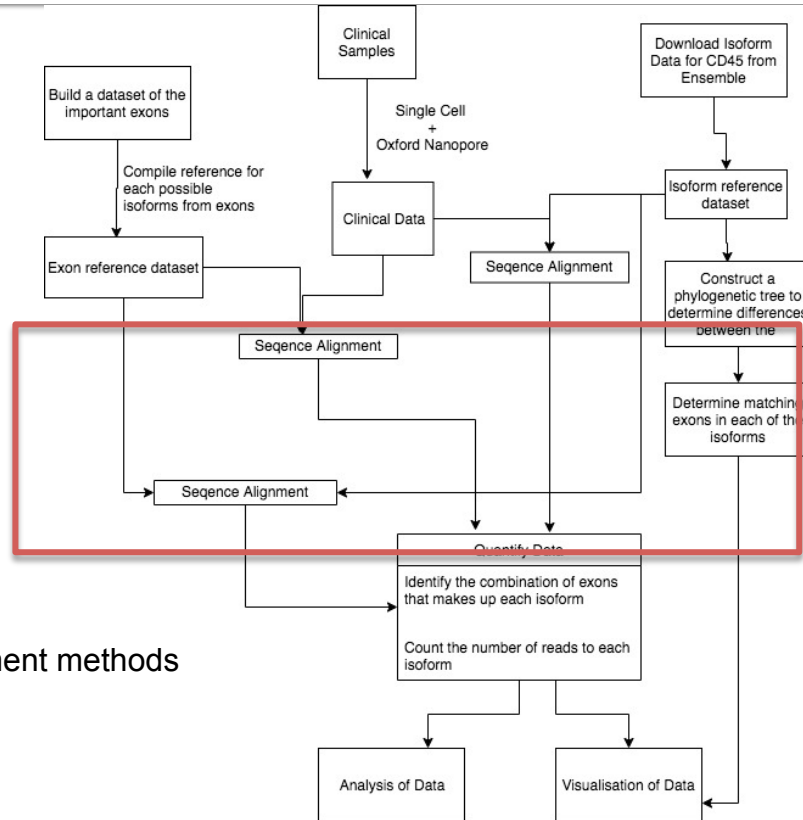 Clinical
Samples
Download Isoform
Data for CD45 from
Ensemble
Build a dataset of the
important exons
Single Cell
+
Oxford Nanopore
Compile reference for
each possible
isoforms from exons
Isoform reference
dataset
Clinical Data
Exon reference dataset
Seqence Alignment
Construct a
phylogenetic tree to
determine differences
between the
Seqence Alignment
Determine matching
exons in each of the
isoforms
Seqence Alignment
Quantify Data
Identify the combination of exons
that makes up each isoform
Count the number of reads to each
isoform
ment methods
Analysis of Data
Visualisation of Data